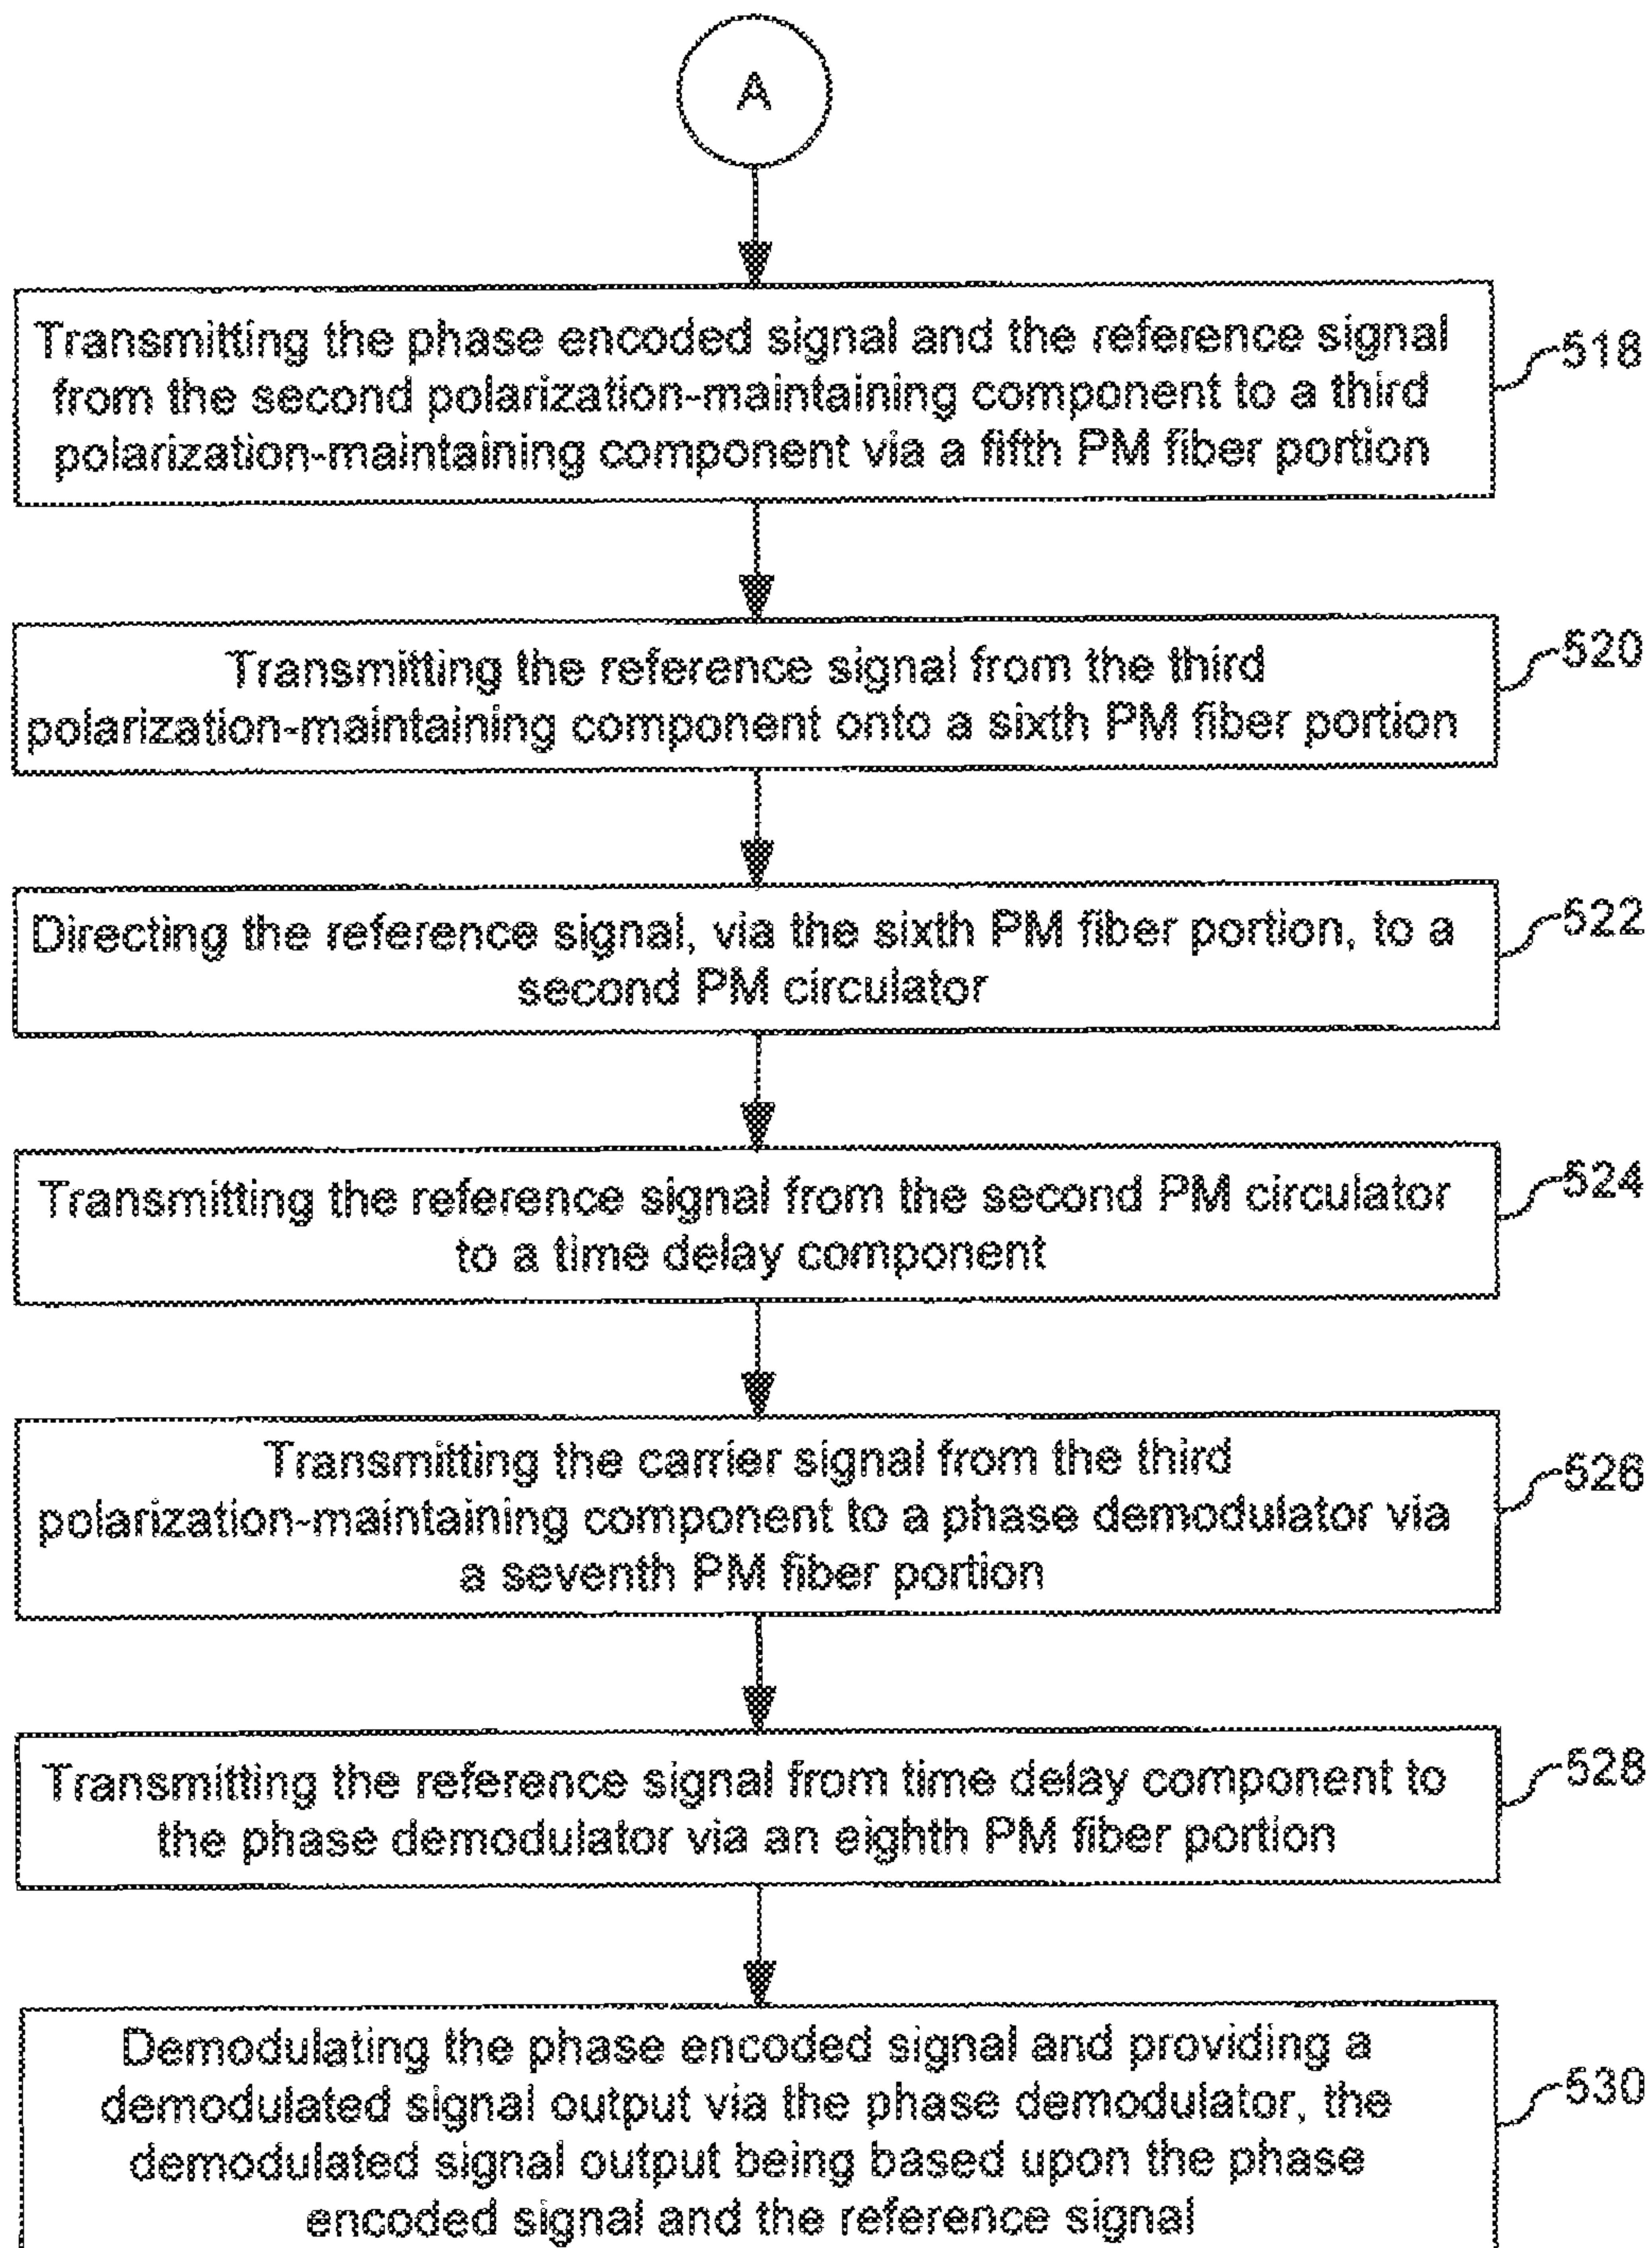 A
Transmitting the phase encoded signal and the reference signal
from the second polarization-maintaining component to a third
polarization-maintaining component via a fifth PM fiber portion
518
Transmitting the reference signal from the third
polarization-maintaining component onto a sixth PM fiber portion
520
Directing the reference signal, via the sixth PM fiber portion, to a
second PM circulator
522
Transmitting the reference signal from the second PM circulator
to a time delay component
524
Transmitting the carrier signal from the third
polarization-maintaining component to a phase demodulator via
a seventh PM fiber portion
526
Transmitting the reference signal from time delay component to
the phase demodulator via an eighth PM fiber portion
528
Demodulating the phase encoded signal and providing a
demodulated signal output via the phase demodulator, the
demodulated signal output being based upon the phase
encoded signal and the reference signal
530